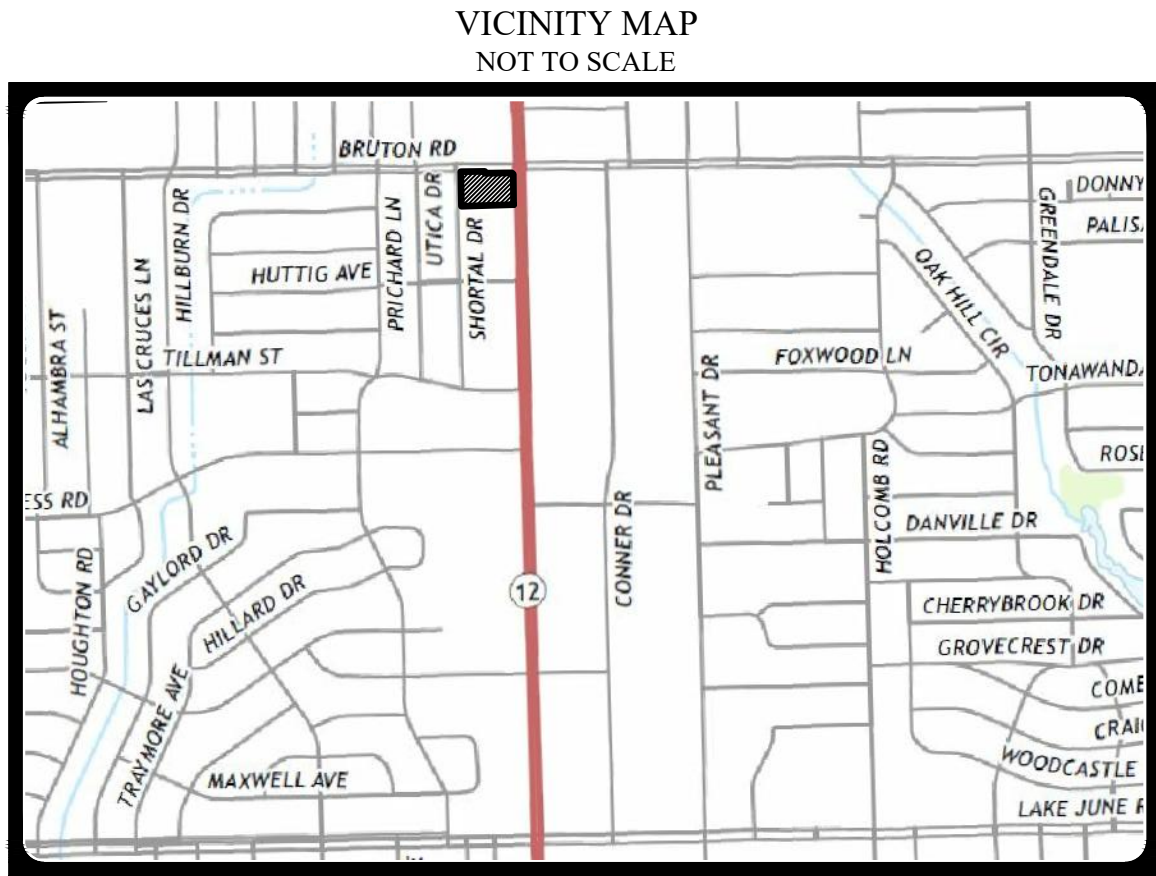 VICINITY MAP
NOT TO SCALE
BRUTON RD
DONNY
PALIS
GREENDALE DR
HILLBURN DR
UTICA DR
PRICHARD LN
SHORTAL DR
LAS CRUCES LN
HUTTIG AVE
OAK HILL CIR
ALHAMBRA ST
TILLMAN ST
FOXWOOD LN
TONAWANDA
PLEASANT DR
HOLCOMB RD
ESS RD
CONNER DR
DANVILLE DR
GAYLORD DR
HOUGHTON RD
HILLARD DR
12
CHERRYBROOK DR
GROVECREST DR
TRAYMORE AVE
COME
CRAI
WOODCASTLE
MAXWELL AVE
LAKE JUNE R